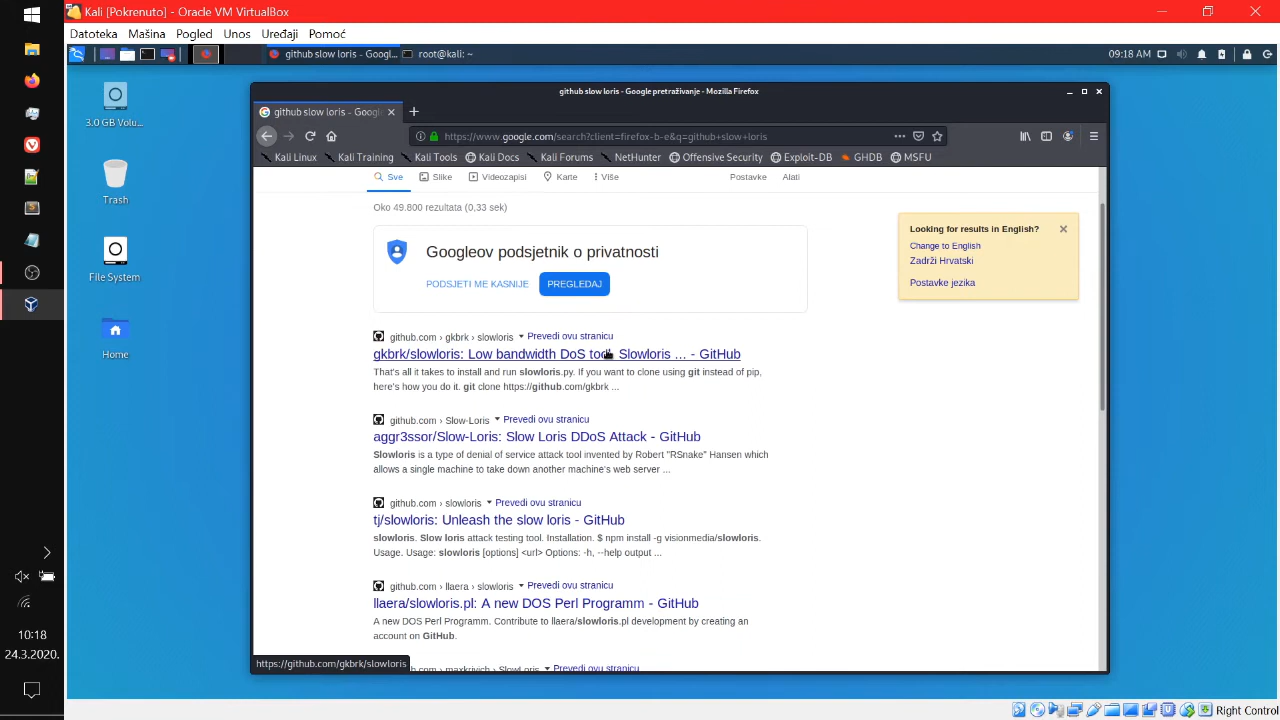 Kali [Pokrenuto] - Oracle VM VirtualBox
Datoteka Mašina Pogled Unos Uređaji Pomoć
github slow loris - Googl... root@kali: ~ 09:18 AM
github slow loris - Google pretraživanje - Mozilla Firefox
github slow loris - Google
https://www.google.com/search?client=firefox-b-e&q=github+slow+loris
Kali Linux Kali Training Kali Tools Kali Docs Kali Forums NetHunter Offensive Security Exploit-DB GHDB MSFU
3.0 GB Volu...
Trash
File System
Home
Sve Slike Videozapisi Karte Više Postavke Alati
Oko 49.800 rezultata (0,33 sek)
Googleov podsjetnik o privatnosti
PODSJETI ME KASNIJE PREGLEDAJ
Looking for results in English?
Change to English
Zadrži Hrvatski
Postavke jezika
github.com › gkbrk › slowloris Prevedi ovu stranicu
gkbrk/slowloris: Low bandwidth DoS Slowloris ... - GitHub
That's all it takes to install and run slowloris.py. If you want to clone using git instead of pip,
here's how you do it. git clone https://github.com/gkbrk ...
github.com › Slow-Loris Prevedi ovu stranicu
aggr3ssor/Slow-Loris: Slow Loris DDoS Attack - GitHub
Slowloris is a type of denial of service attack tool invented by Robert "RSnake" Hansen which
allows a single machine to take down another machine's web server ...
github.com › slowloris Prevedi ovu stranicu
tj/slowloris: Unleash the slow loris - GitHub
slowloris. Slow loris attack testing tool. Installation. $ npm install -g visionmedia/slowloris.
Usage. Usage: slowloris [options] <url> Options: -h, --help output ...
github.com › llaera › slowloris Prevedi ovu stranicu
llaera/slowloris.pl: A new DOS Perl Programm - GitHub
A new DOS Perl Programm. Contribute to llaera/slowloris.pl development by creating an
account on GitHub.
com › maxkrivich › SlowLoris Prevedi ovu stranicu
https://github.com/gkbrk/slowloris
10:18
24.3.2020.
Right Control